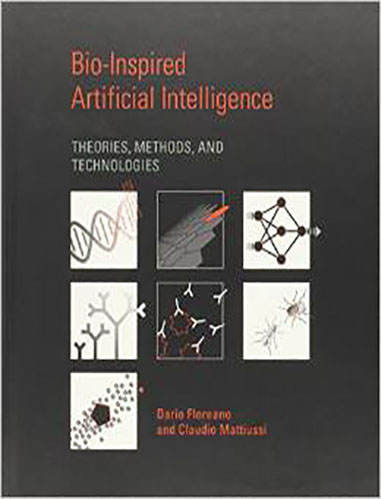 Bio-Inspired
Artificial Intelligence
THEORIES, METHODS, AND
TECHNOLOGIES
Dario Floreano
and Claudio Mattiussi